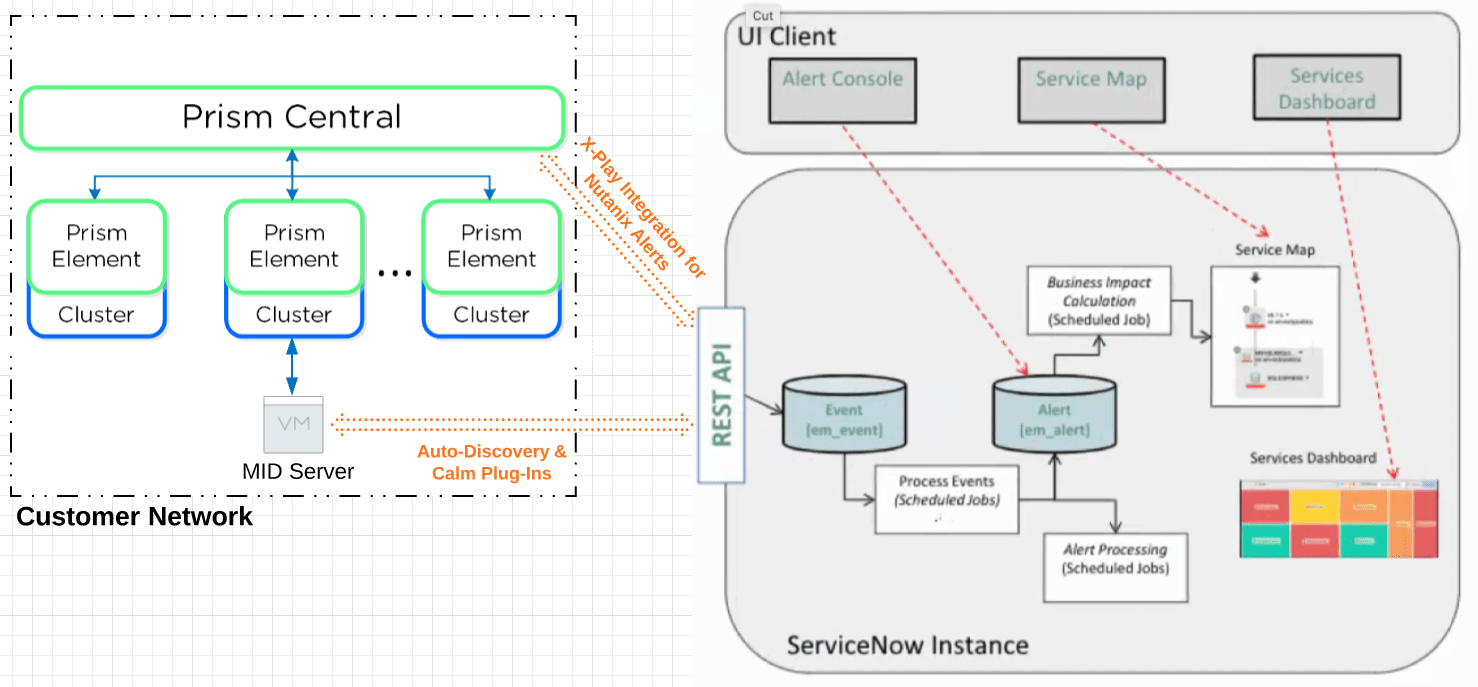 Prism Central
Prism
Element
Cluster
Prism
Element
Cluster
...
Prism
Element
Cluster
VM
MID Server
X-Play Integration for
Nutanix Alerts
Auto-Discovery &
Calm Plug-Ins
Customer Network
Cut
UI Client
Alert Console
Service Map
Services
Dashboard
REST API
Event
[em_event]
Process Events
(Scheduled Jobs)
Alert
[em_alert]
Alert Processing
(Scheduled Jobs)
Business Impact
Calculation
(Scheduled Job)
Service Map
Services Dashboard
ServiceNow Instance